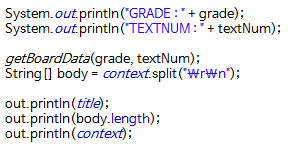 System.out.println("GRADE : " + grade);
System.out.println("TEXTNUM : " + textNum);
getBoardData(grade, textNum);
String[] body = context.split("₩r₩n");
out.println(title);
out.println(body.length);
out.println(context);